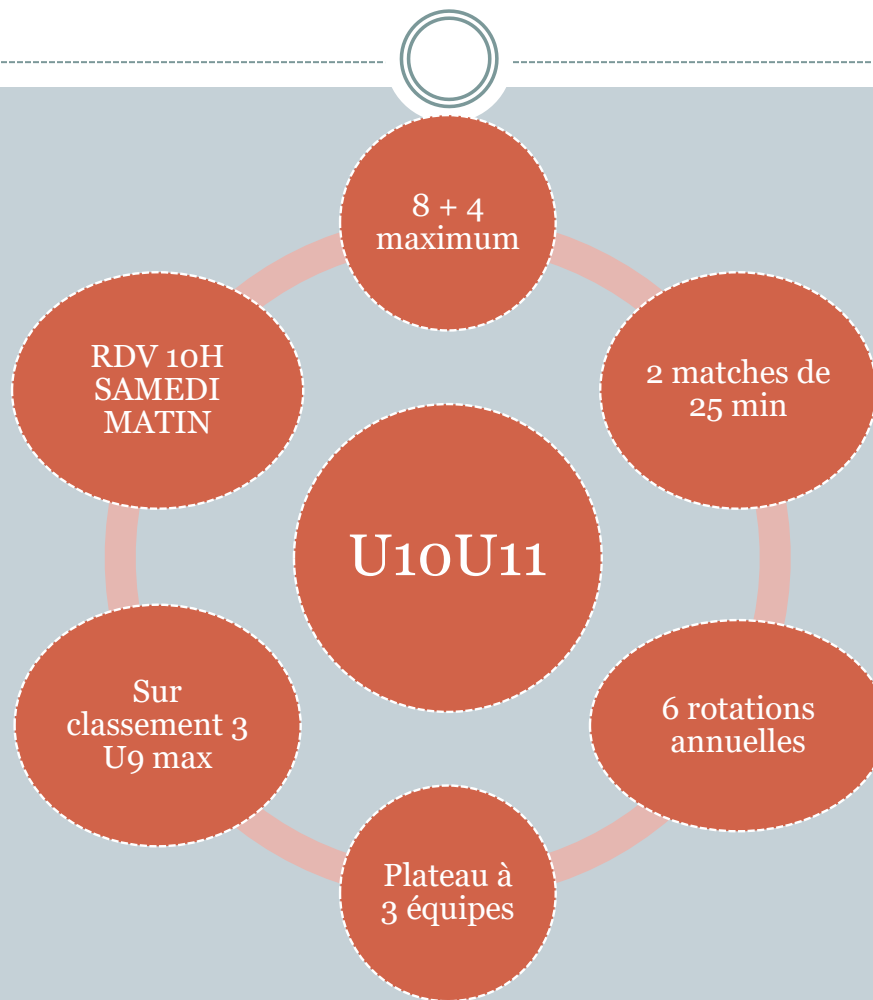 8 + 4
maximum
RDV 10H
SAMEDI
MATIN
2 matches de
25 min
U10U11
Sur
classement 3
U9 max
6 rotations
annuelles
Plateau à
3 équipes